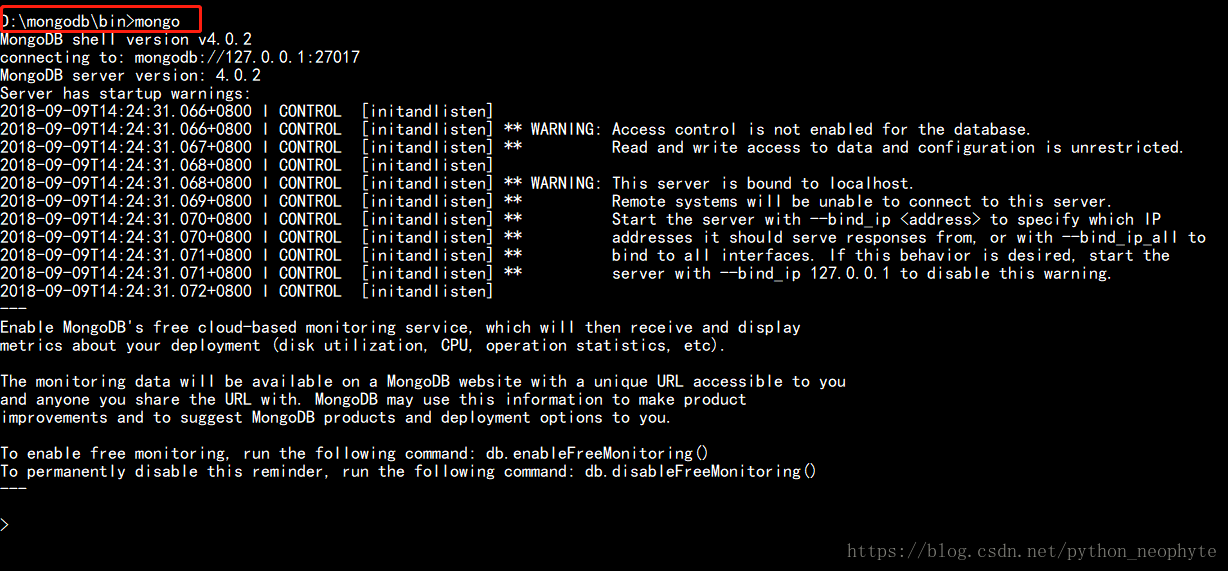 D:\mongodb\bin>mongo
MongoDB shell version v4.0.2
connecting to: mongodb://127.0.0.1:27017
MongoDB server version: 4.0.2
Server has startup warnings:
2018-09-09T14:24:31.066+0800 I CONTROL  [initandlisten]
2018-09-09T14:24:31.066+0800 I CONTROL  [initandlisten] ** WARNING: Access control is not enabled for the database.
2018-09-09T14:24:31.067+0800 I CONTROL  [initandlisten] **          Read and write access to data and configuration is unrestricted.
2018-09-09T14:24:31.068+0800 I CONTROL  [initandlisten]
2018-09-09T14:24:31.068+0800 I CONTROL  [initandlisten] ** WARNING: This server is bound to localhost.
2018-09-09T14:24:31.069+0800 I CONTROL  [initandlisten] **          Remote systems will be unable to connect to this server.
2018-09-09T14:24:31.070+0800 I CONTROL  [initandlisten] **          Start the server with --bind_ip <address> to specify which IP
2018-09-09T14:24:31.070+0800 I CONTROL  [initandlisten] **          addresses it should serve responses from, or with --bind_ip_all to
2018-09-09T14:24:31.071+0800 I CONTROL  [initandlisten] **          bind to all interfaces. If this behavior is desired, start the
2018-09-09T14:24:31.071+0800 I CONTROL  [initandlisten] **          server with --bind_ip 127.0.0.1 to disable this warning.
2018-09-09T14:24:31.072+0800 I CONTROL  [initandlisten]
---
Enable MongoDB's free cloud-based monitoring service, which will then receive and display
metrics about your deployment (disk utilization, CPU, operation statistics, etc).
The monitoring data will be available on a MongoDB website with a unique URL accessible to you
and anyone you share the URL with. MongoDB may use this information to make product
improvements and to suggest MongoDB products and deployment options to you.
To enable free monitoring, run the following command: db.enableFreeMonitoring()
To permanently disable this reminder, run the following command: db.disableFreeMonitoring()
---
>
https://blog.csdn.net/python_neophyte